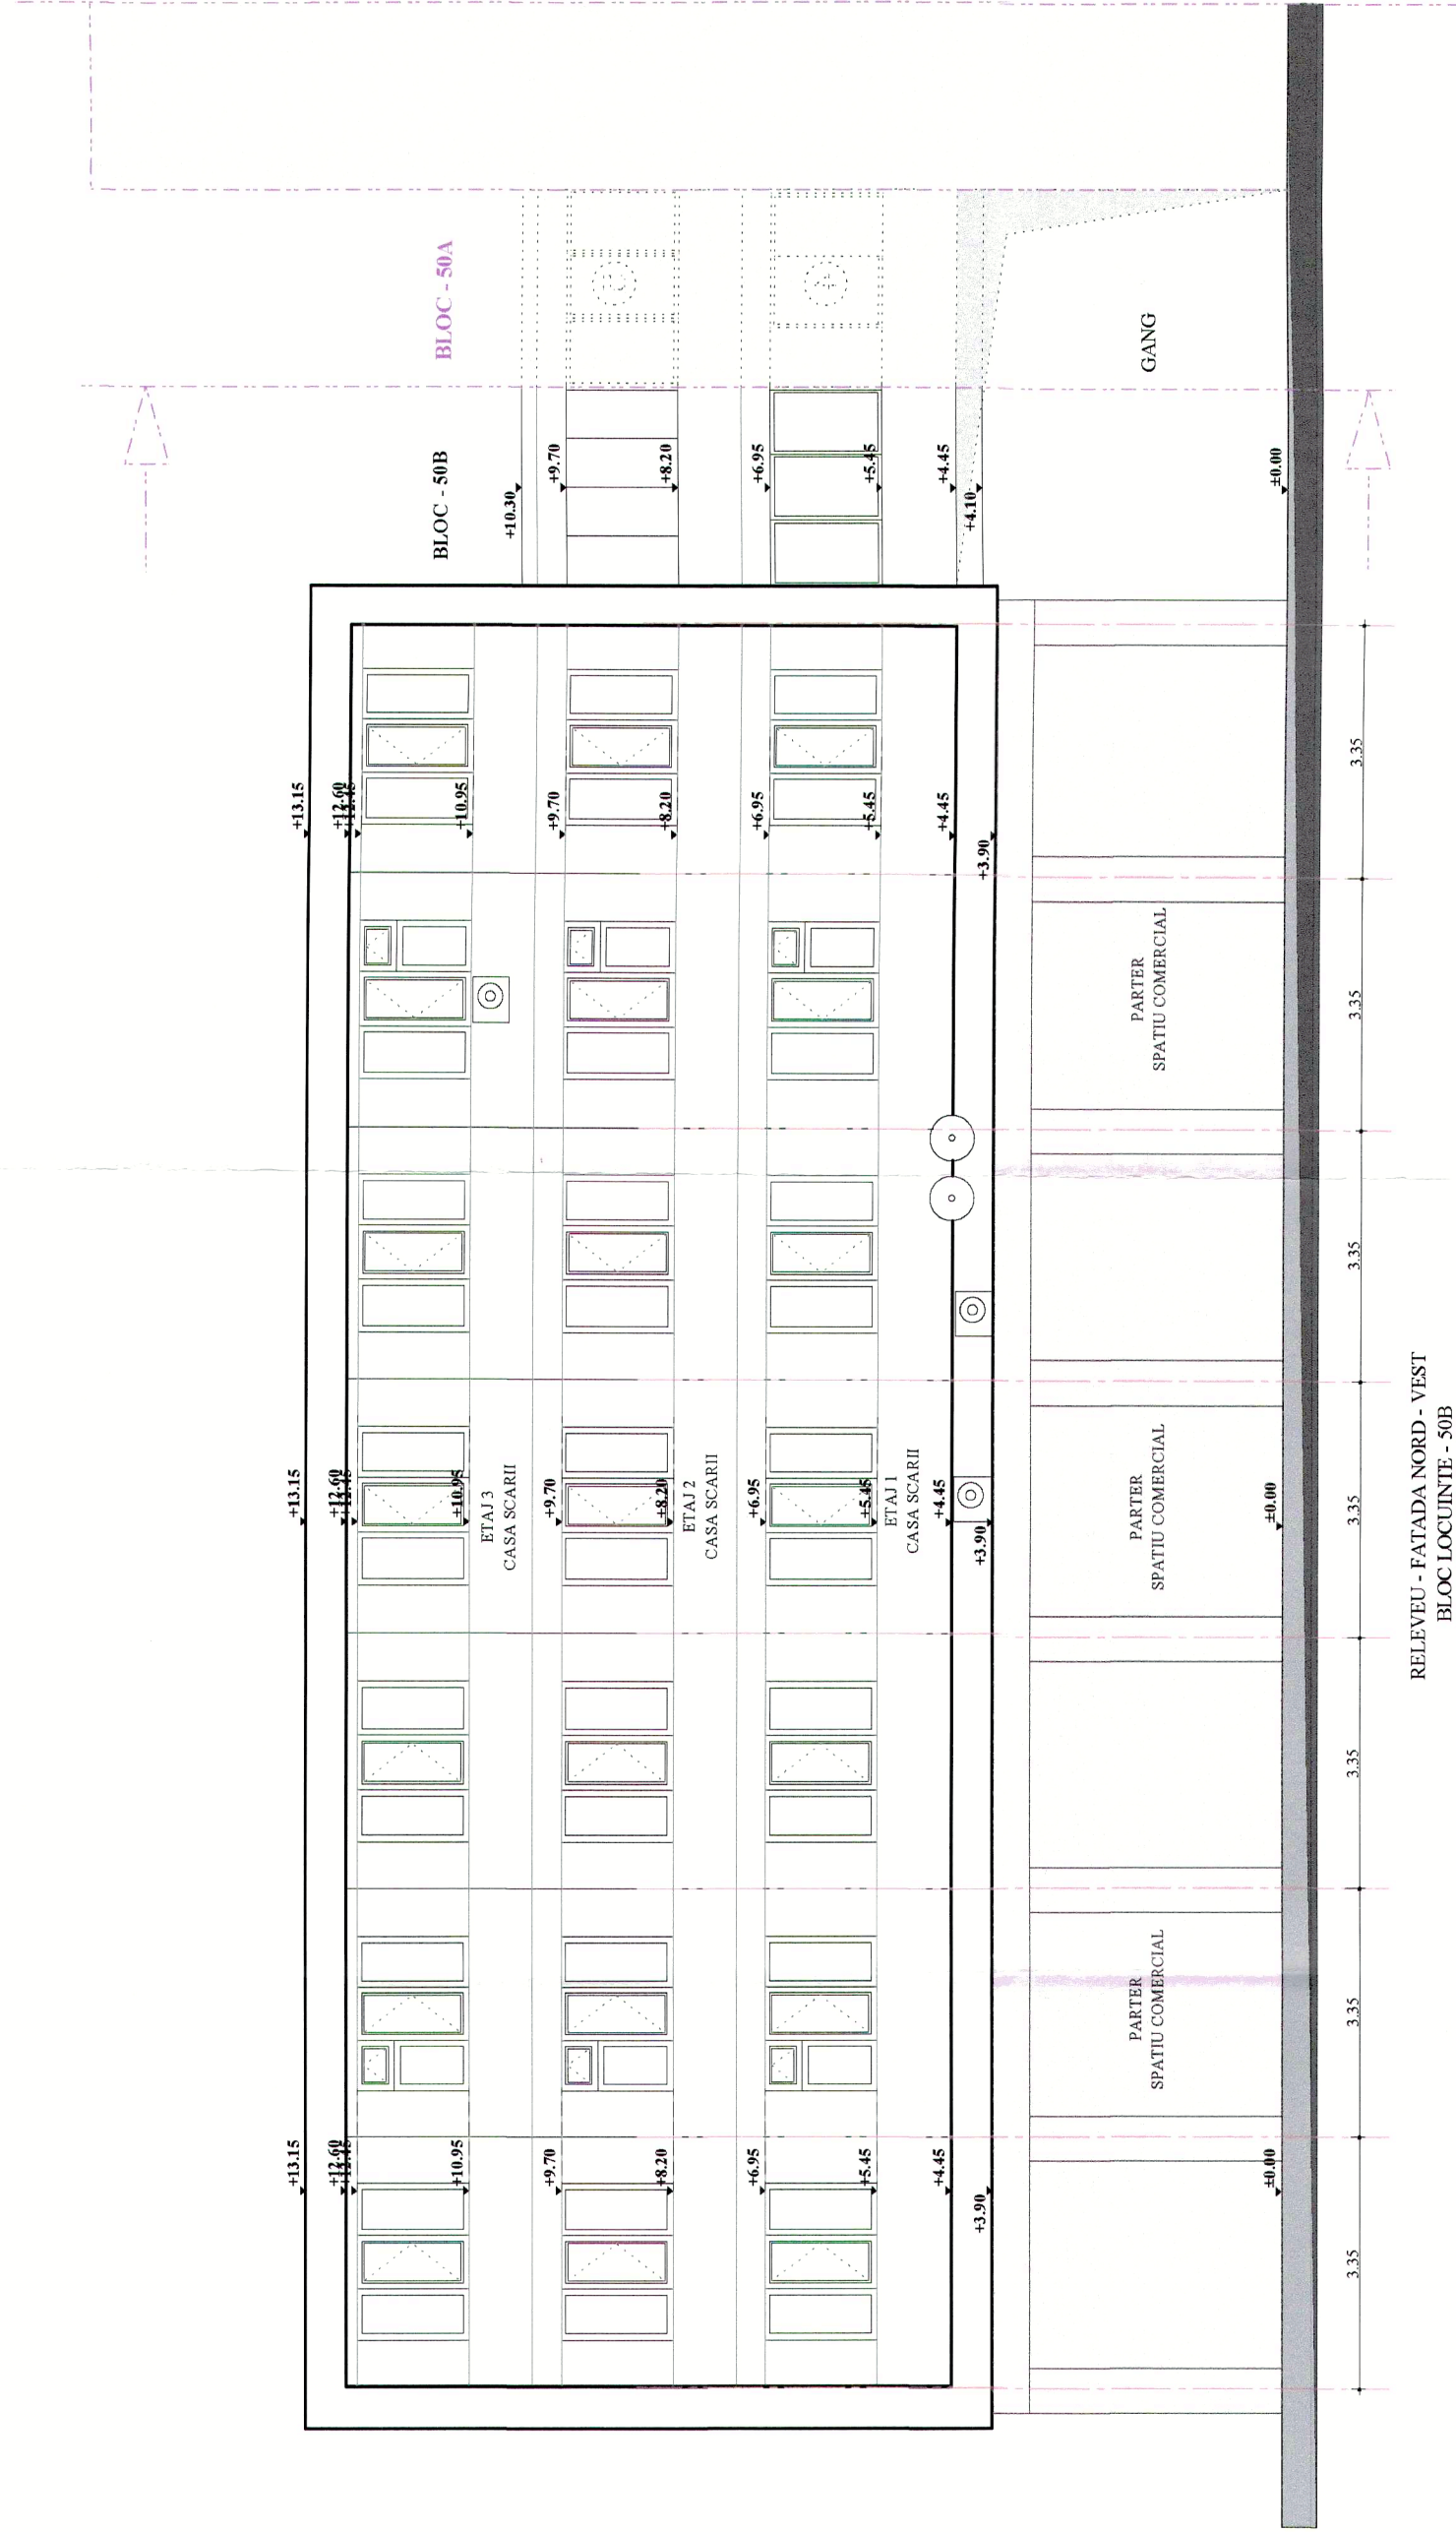 +13.15
+13.15
+13.15
+12.60
+12.60
+12.60
+12.45
+12.45
+12.45
BLOC - 50B
BLOC - 50A
+10.95
+10.95
+10.95
ETAJ 3
CASA SCARII
+10.30
+9.70
+9.70
+9.70
+9.70
+8.20
+8.20
+8.20
+8.20
ETAJ 2
CASA SCARII
+6.95
+6.95
+6.95
+6.95
+5.45
+5.45
+5.45
+5.45
ETAJ 1
CASA SCARII
+4.45
+4.45
+4.45
+4.45
+4.10
+3.90
+3.90
+3.90
GANG
PARTER
SPATIU COMERCIAL
PARTER
SPATIU COMERCIAL
PARTER
SPATIU COMERCIAL
±0.00
±0.00
±0.00
3.35
3.35
3.35
3.35
3.35
3.35
3.35
RELEVEU - FATADA NORD - VEST
BLOC LOCUINTE - 50B